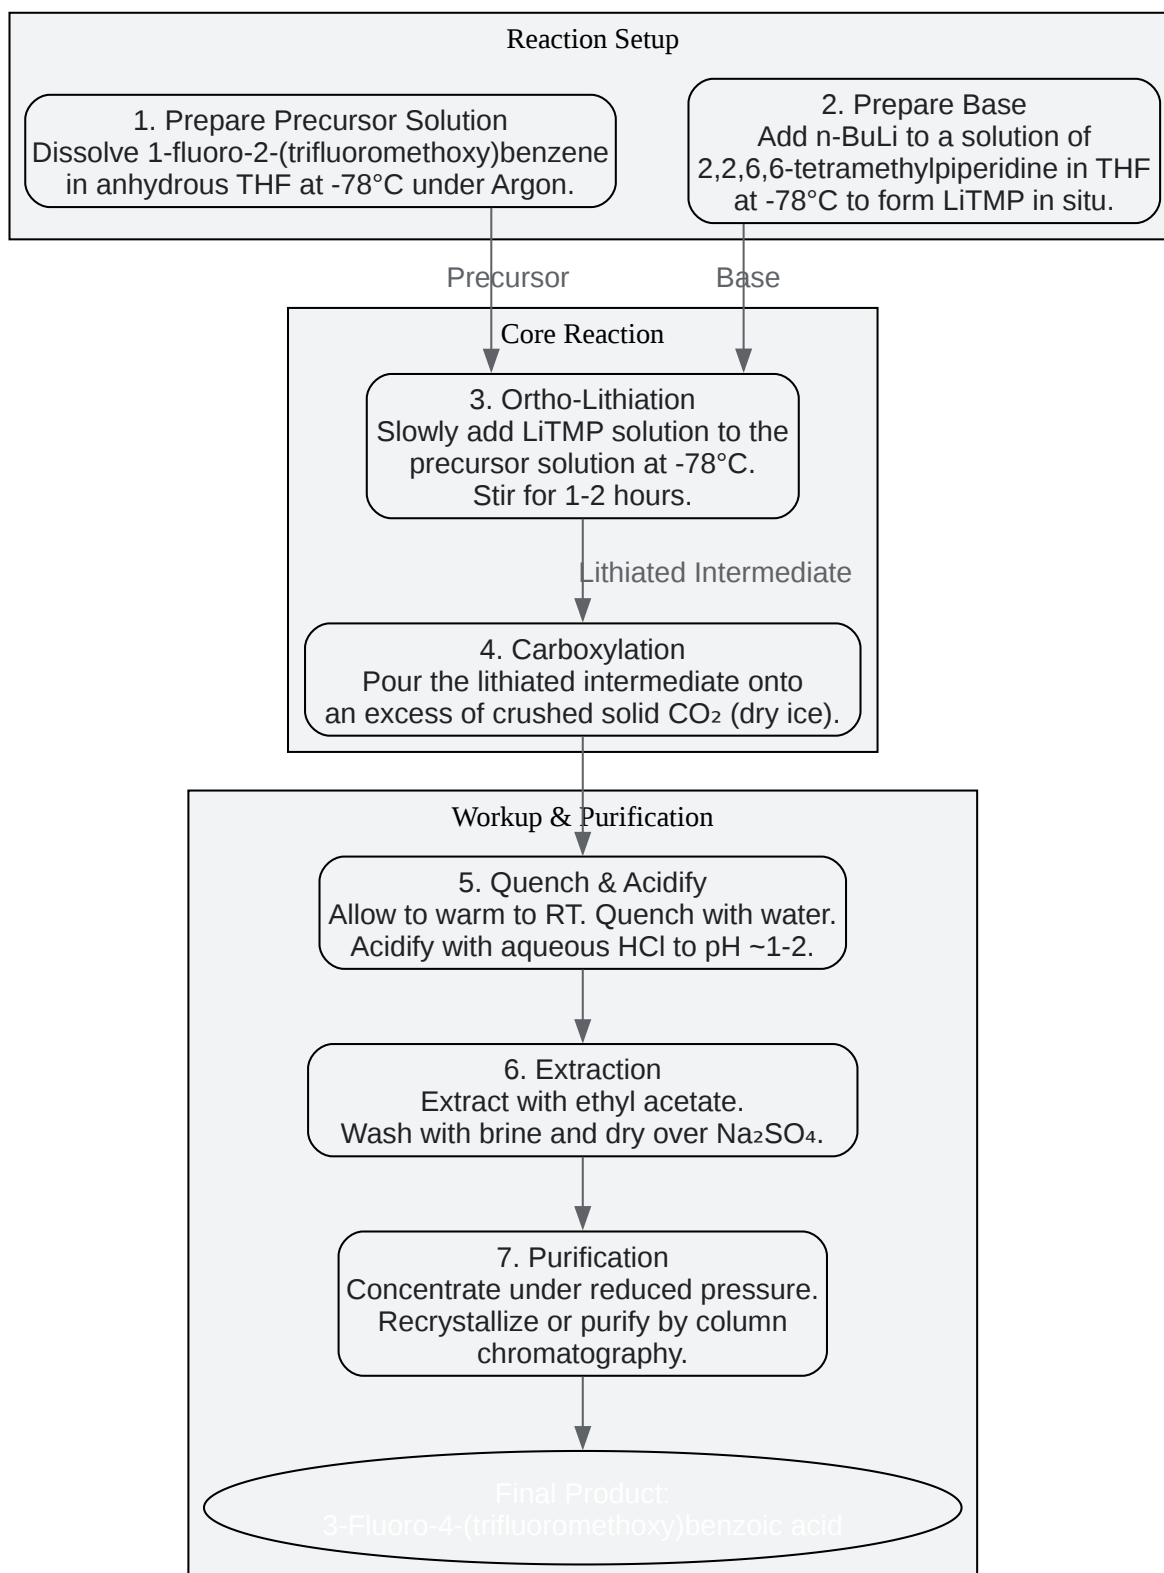 Reaction Setup
1. Prepare Precursor Solution
Dissolve 1-fluoro-2-(trifluoromethoxy)benzene
in anhydrous THF at -78°C under Argon.
2. Prepare Base
Add n-BuLi to a solution of
2,2,6,6-tetramethylpiperidine in THF
at -78°C to form LiTMP in situ.
Precursor
Base
Core Reaction
3. Ortho-Lithiation
Slowly add LiTMP solution to the
precursor solution at -78°C.
Stir for 1-2 hours.
Lithiated Intermediate
4. Carboxylation
Pour the lithiated intermediate onto
an excess of crushed solid CO₂ (dry ice).
Workup & Purification
5. Quench & Acidify
Allow to warm to RT. Quench with water.
Acidify with aqueous HCl to pH ~1-2.
6. Extraction
Extract with ethyl acetate.
Wash with brine and dry over Na₂SO₄.
7. Purification
Concentrate under reduced pressure.
Recrystallize or purify by column
chromatography.
Final Product:
3-Fluoro-4-(trifluoromethoxy)benzoic acid